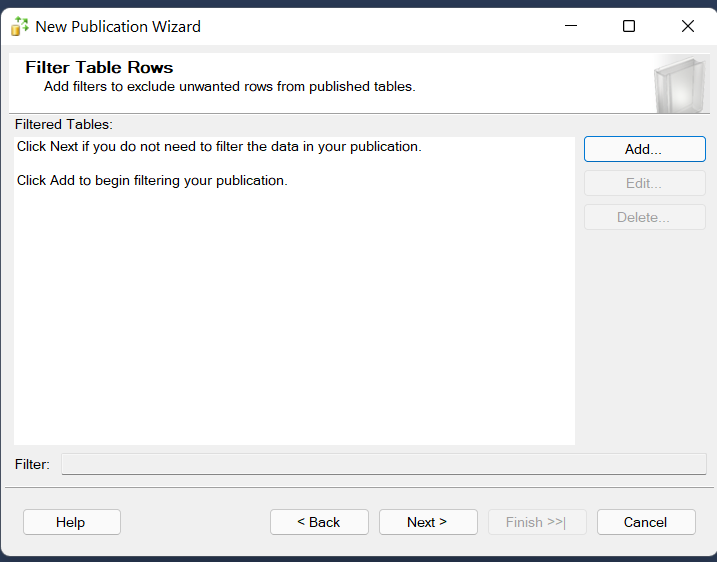 New Publication Wizard
Filter Table Rows
Add filters to exclude unwanted rows from published tables.
Filtered Tables:
Click Next if you do not need to filter the data in your publication.
Click Add to begin filtering your publication.
Add...
Edit...
Delete...
Filter:
Help
< Back
Next >
Finish >>|
Cancel